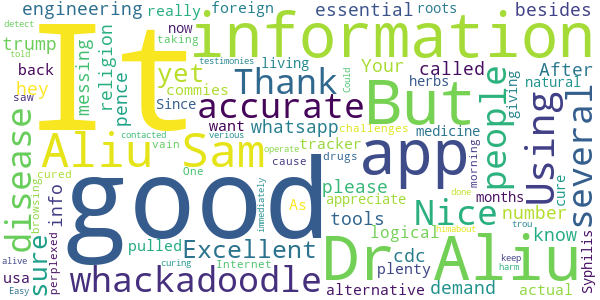 engineering
foreign
essential
roots
besides
detect
trump
hey
messing
religion
pence
yet
commies
really
now
taking
told
It
information
testimonies
living
Your
After
back
Since
Thank
But
called
herbs
Any
natural
giving
saw
disease
Aliu Sam
accurate
want
whatsapp
app
challenges
tracker
Could
drugs
people
medicine
morning
Using
several
cure
cured
vain
cause
One
verious
operate
sure
browsing
info
perplexed
good
immediately
As
please
appreciate
tools
Nice
number
months
know
done
himabout
trou
Syphilis
contacted
pulled
logical
Dr Aliu
alive
usa
Easy
whackadoodle
Excellent
curing
Internet
plenty
cdc
demand
alternative
actual
keep
harm